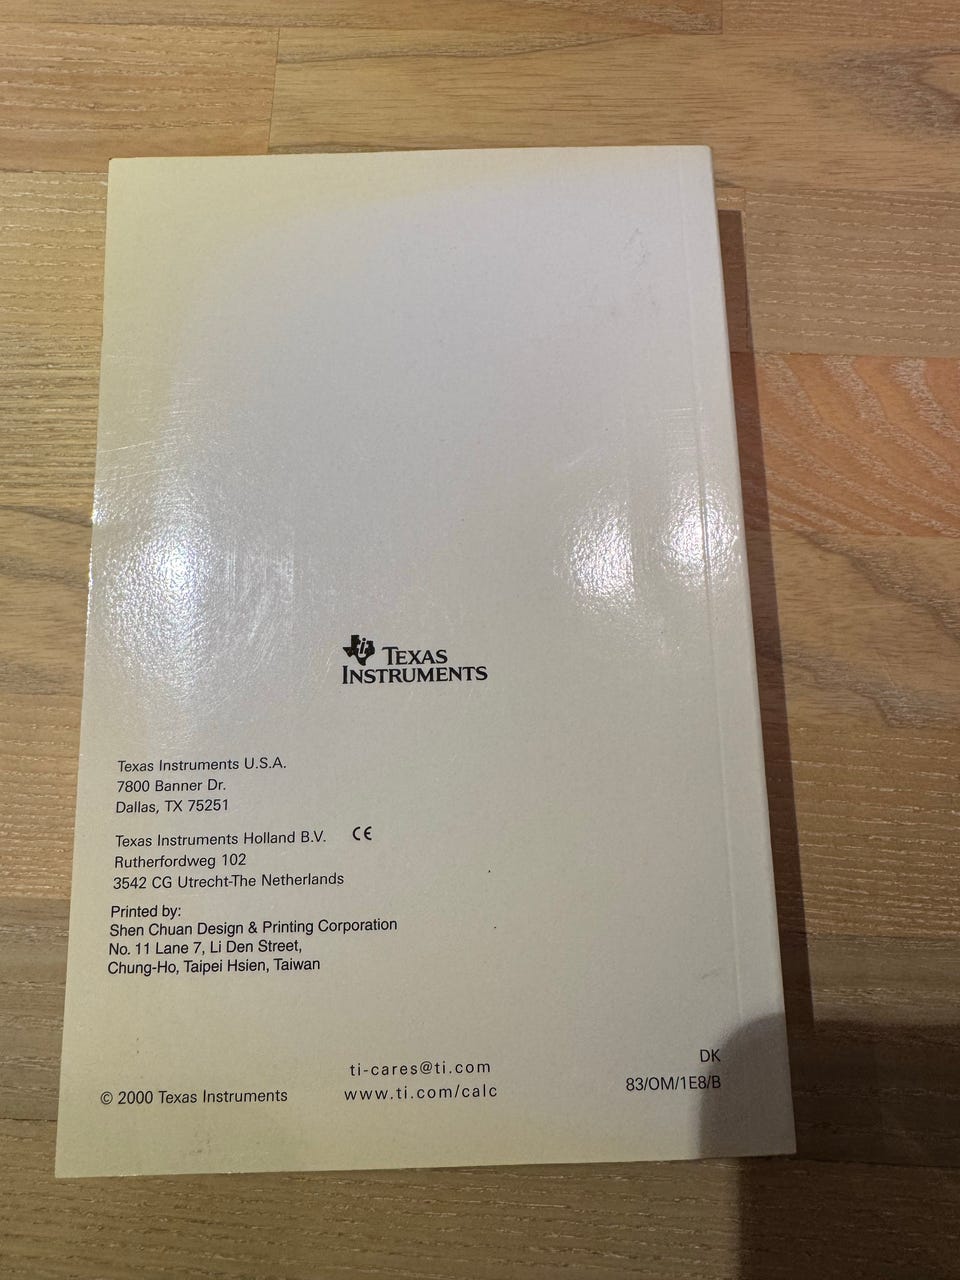 TEXAS
INSTRUMENTS
Texas Instruments U.S.A.
7800 Banner Dr.
Dallas, TX 75251
Texas Instruments Holland B.V. CE
Rutherfordweg 102
3542 CG Utrecht-The Netherlands
Printed by:
Shen Chuan Design & Printing Corporation
No. 11 Lane 7, Li Den Street,
Chung-Ho, Taipei Hsien, Taiwan
ti-cares@ti.com
© 2000 Texas Instruments
www.ti.com/calc
DK
83/OM/1E8/B